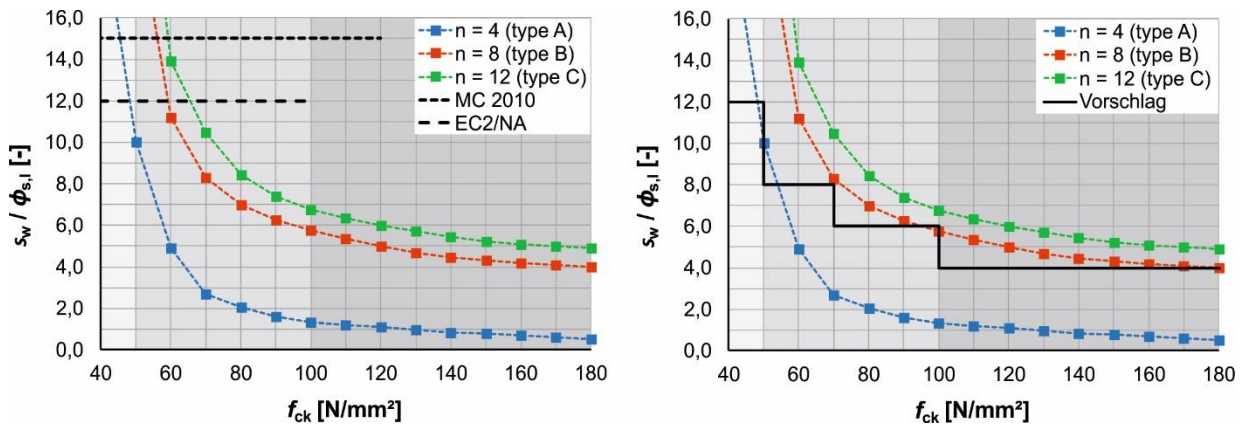 16,0
14,0
12,0
10,0
8,0
6,0
4,0
2,0
0,0
s_w / ϕ_s,l [-]
40 60 80 100 120 140 160 180
f_ck [N/mm²]
n = 4 (type A)
n = 8 (type B)
n = 12 (type C)
MC 2010
EC2/NA
16,0
14,0
12,0
10,0
8,0
6,0
4,0
2,0
0,0
s_w / ϕ_s,l [-]
40 60 80 100 120 140 160 180
f_ck [N/mm²]
n = 4 (type A)
n = 8 (type B)
n = 12 (type C)
Vorschlag